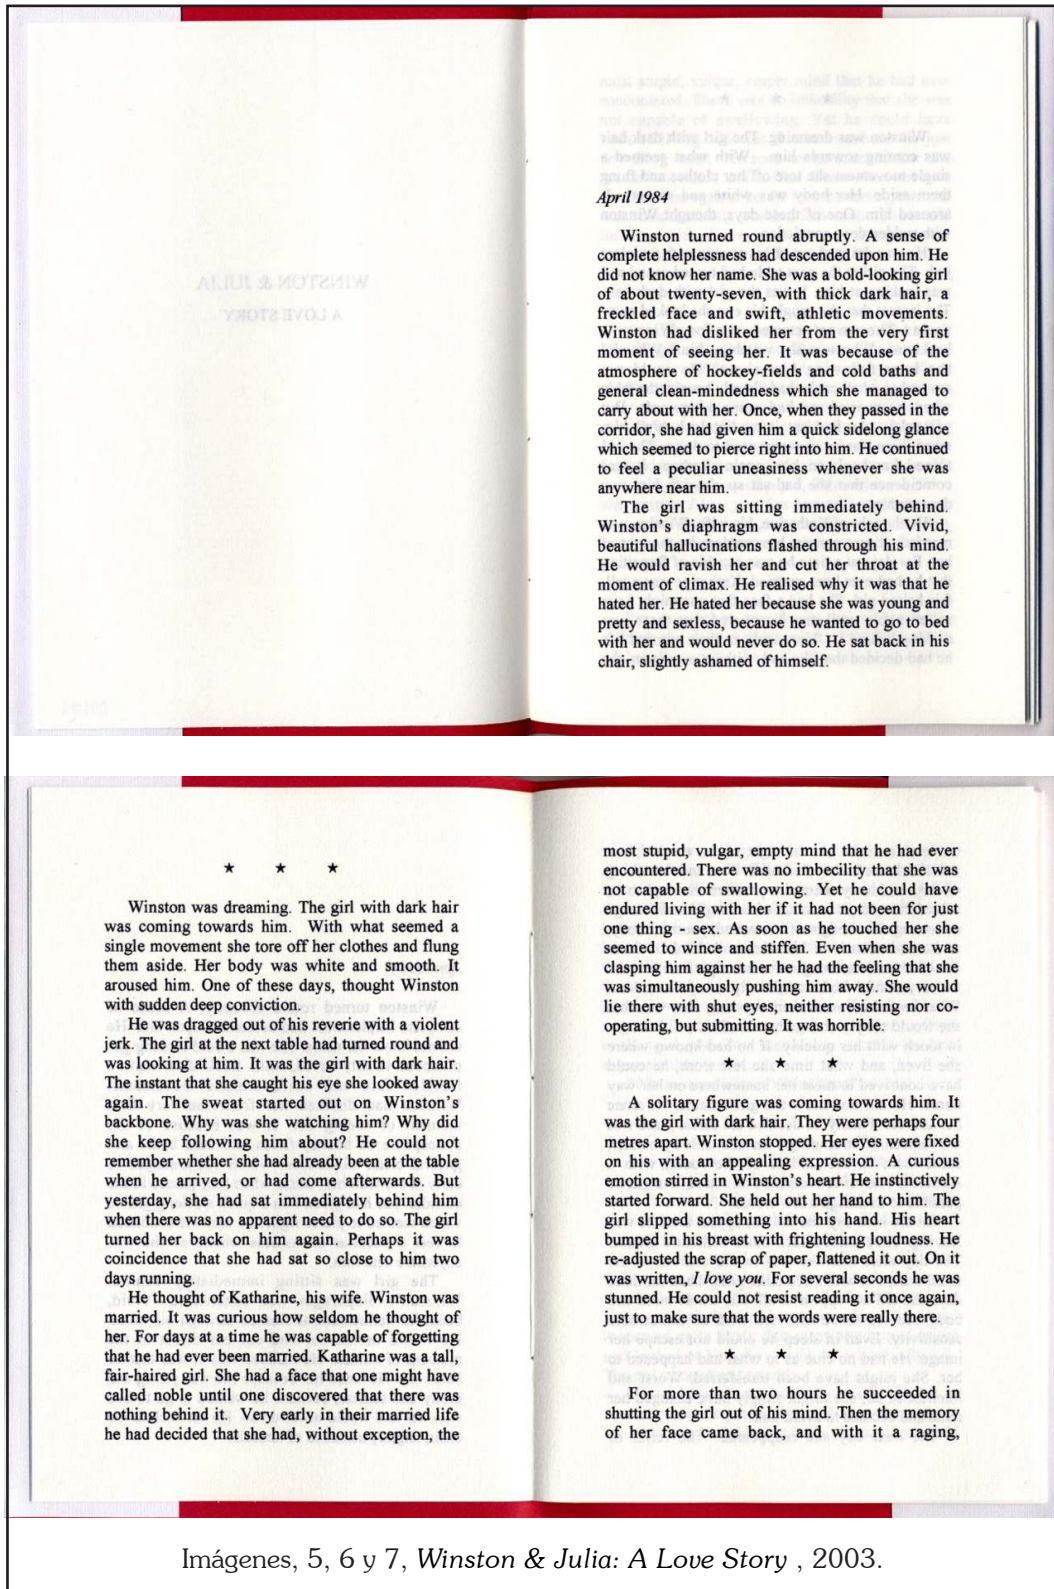 WINSTON & JULIA
A LOVE STORY
April 1984
Winston turned round abruptly. A sense of
complete helplessness had descended upon him. He
did not know her name. She was a bold-looking girl
of about twenty-seven, with thick dark hair, a
freckled face and swift, athletic movements.
Winston had disliked her from the very first
moment of seeing her. It was because of the
atmosphere of hockey-fields and cold baths and
general clean-mindedness which she managed to
carry about with her. Once, when they passed in the
corridor, she had given him a quick sidelong glance
which seemed to pierce right into him. He continued
to feel a peculiar uneasiness whenever she was
anywhere near him.
The girl was sitting immediately behind.
Winston's diaphragm was constricted. Vivid,
beautiful hallucinations flashed through his mind.
He would ravish her and cut her throat at the
moment of climax. He realised why it was that he
hated her. He hated her because she was young and
pretty and sexless, because he wanted to go to bed
with her and would never do so. He sat back in his
chair, slightly ashamed of himself.
★ ★ ★
Winston was dreaming. The girl with dark hair
was coming towards him. With what seemed a
single movement she tore off her clothes and flung
them aside. Her body was white and smooth. It
aroused him. One of these days, thought Winston
with sudden deep conviction.
He was dragged out of his reverie with a violent
jerk. The girl at the next table had turned round and
was looking at him. It was the girl with dark hair.
The instant that she caught his eye she looked away
again. The sweat started out on Winston's
backbone. Why was she watching him? Why did
she keep following him about? He could not
remember whether she had already been at the table
when he arrived, or had come afterwards. But
yesterday, she had sat immediately behind him
when there was no apparent need to do so. The girl
turned her back on him again. Perhaps it was
coincidence that she had sat so close to him two
days running.
He thought of Katharine, his wife. Winston was
married. It was curious how seldom he thought of
her. For days at a time he was capable of forgetting
that he had ever been married. Katharine was a tall,
fair-haired girl. She had a face that one might have
called noble until one discovered that there was
nothing behind it. Very early in their married life
he had decided that she had, without exception, the
most stupid, vulgar, empty mind that he had ever
encountered. There was no imbecility that she was
not capable of swallowing. Yet he could have
endured living with her if it had not been for just
one thing - sex. As soon as he touched her she
seemed to wince and stiffen. Even when she was
clasping him against her he had the feeling that she
was simultaneously pushing him away. She would
lie there with shut eyes, neither resisting nor co-
operating, but submitting. It was horrible.
★ ★ ★
A solitary figure was coming towards him. It
was the girl with dark hair. They were perhaps four
metres apart. Winston stopped. Her eyes were fixed
on his with an appealing expression. A curious
emotion stirred in Winston's heart. He instinctively
started forward. She held out her hand to him. The
girl slipped something into his hand. His heart
bumped in his breast with frightening loudness. He
re-adjusted the scrap of paper, flattened it out. On it
was written, I love you. For several seconds he was
stunned. He could not resist reading it once again,
just to make sure that the words were really there.
★ ★ ★
For more than two hours he succeeded in
shutting the girl out of his mind. Then the memory
of her face came back, and with it a raging,
Imágenes, 5, 6 y 7, Winston & Julia: A Love Story , 2003.